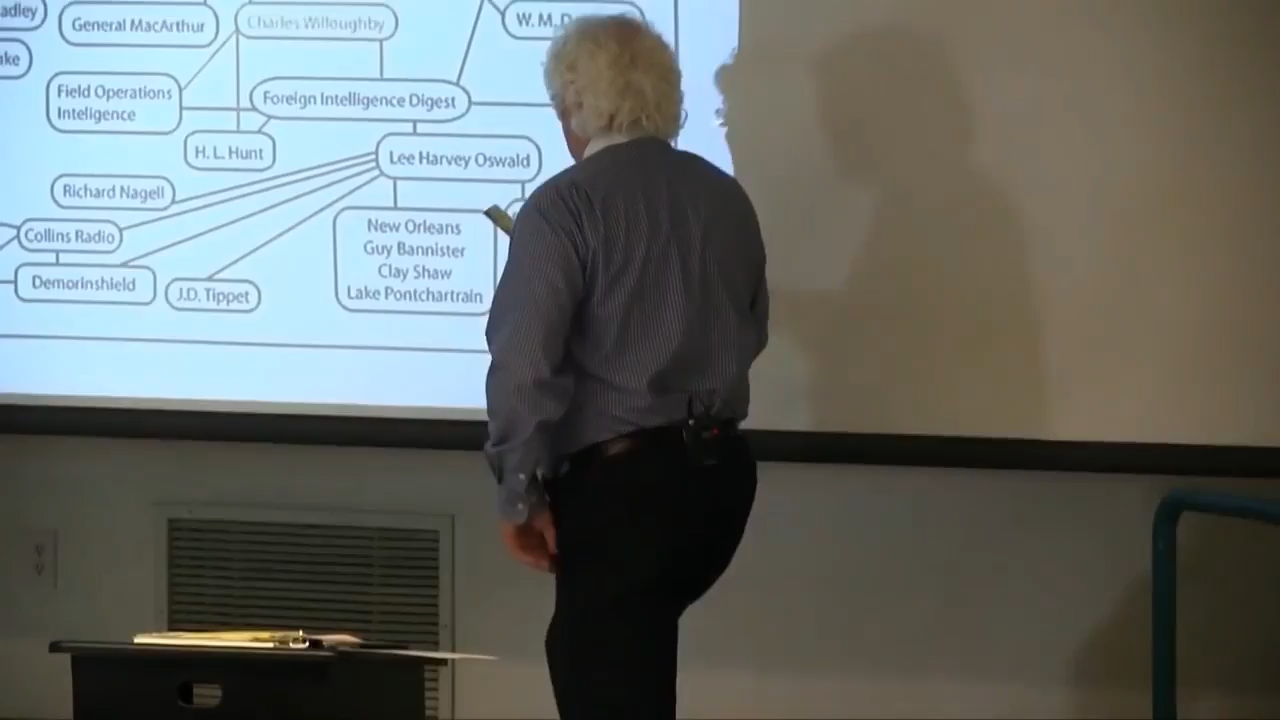 adley
General MacArthur
Charles Willoughby
W. M.
ake
Field Operations
Inteligence
Foreign Intelligence Digest
H. L. Hunt
Lee Harvey Oswald
Richard Nagell
Collins Radio
Demorinshield
J.D. Tippet
New Orleans
Guy Bannister
Clay Shaw
Lake Pontchartrain